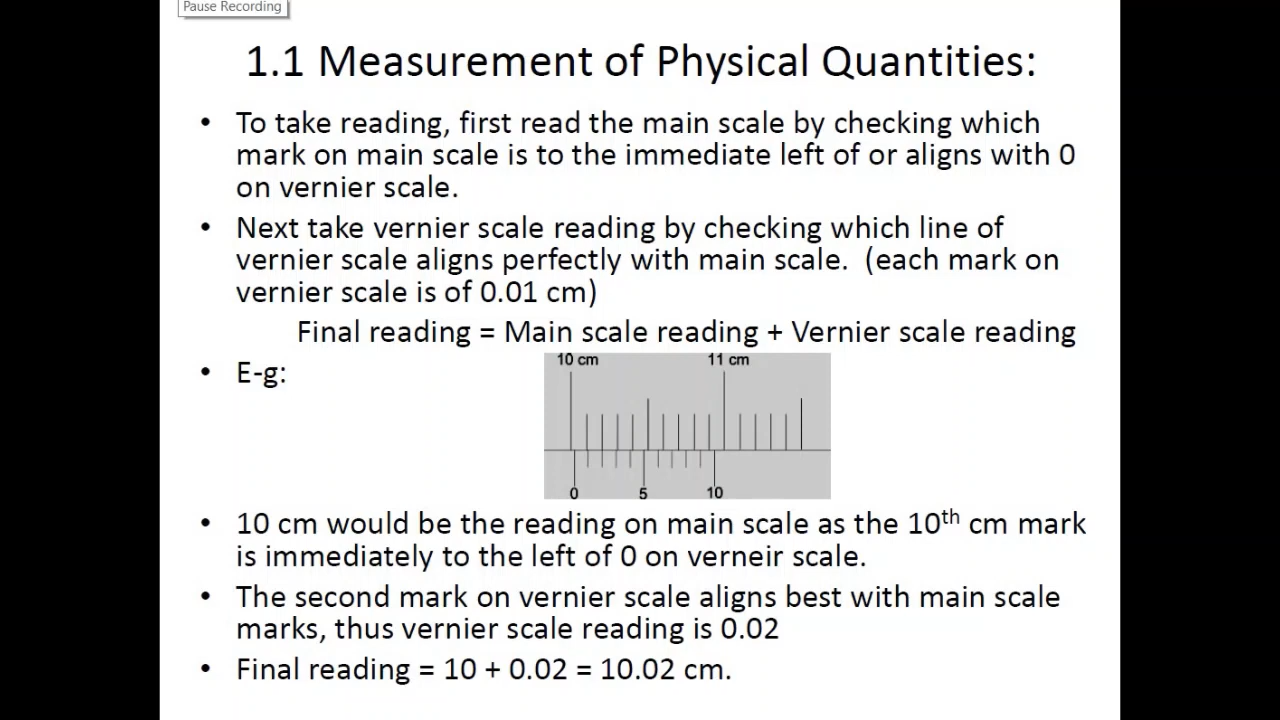 Pause Recording
1.1 Measurement of Physical Quantities:
• To take reading, first read the main scale by checking which
mark on main scale is to the immediate left of or aligns with 0
on vernier scale.
• Next take vernier scale reading by checking which line of
vernier scale aligns perfectly with main scale.  (each mark on
vernier scale is of 0.01 cm)
Final reading = Main scale reading + Vernier scale reading
• E-g:
10 cm 11 cm
0 5 10
• 10 cm would be the reading on main scale as the 10th cm mark
is immediately to the left of 0 on verneir scale.
• The second mark on vernier scale aligns best with main scale
marks, thus vernier scale reading is 0.02
• Final reading = 10 + 0.02 = 10.02 cm.